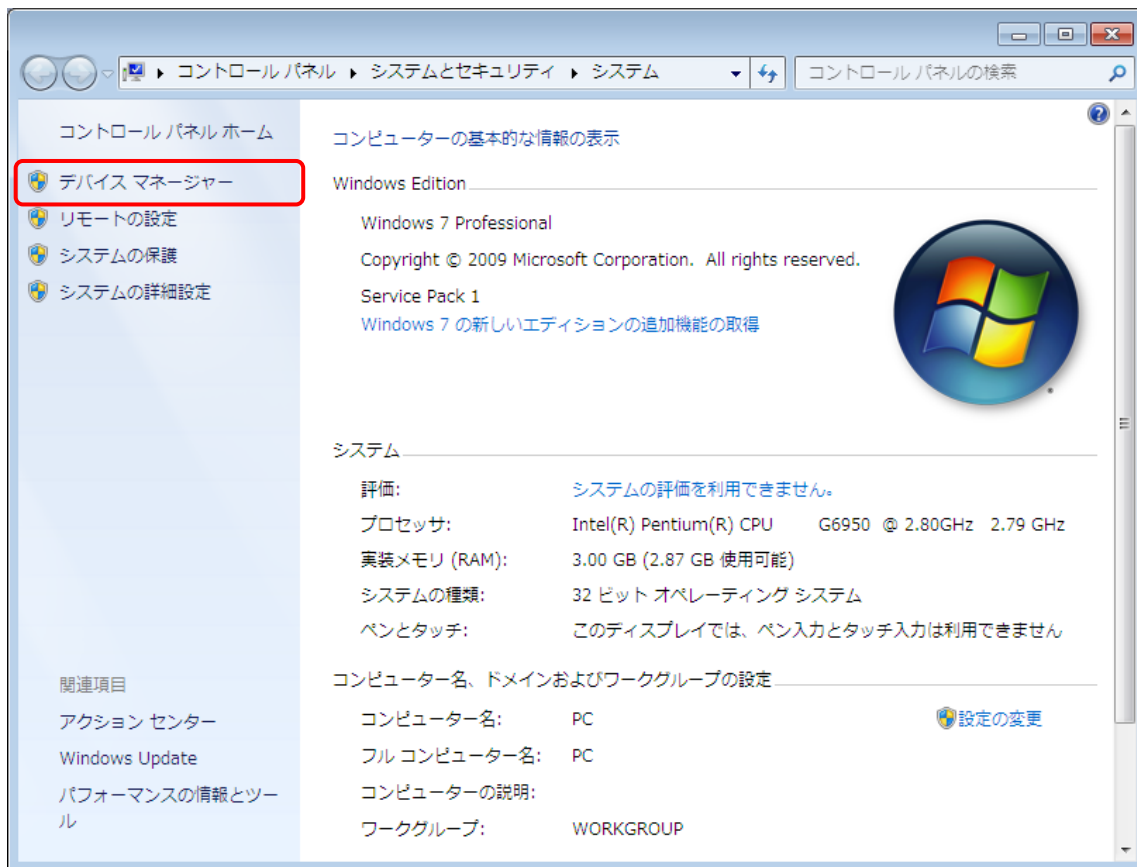 コントロール パネル ▸ システムとセキュリティ ▸ システム
コントロール パネルの検索
コントロール パネル ホーム
デバイス マネージャー
リモートの設定
システムの保護
システムの詳細設定
コンピューターの基本的な情報の表示
Windows Edition
Windows 7 Professional
Copyright © 2009 Microsoft Corporation. All rights reserved.
Service Pack 1
Windows 7 の新しいエディションの追加機能の取得
システム
評価: システムの評価を利用できません。
プロセッサ: Intel(R) Pentium(R) CPU G6950 @ 2.80GHz 2.79 GHz
実装メモリ (RAM): 3.00 GB (2.87 GB 使用可能)
システムの種類: 32 ビット オペレーティング システム
ペンとタッチ: このディスプレイでは、ペン入力とタッチ入力は利用できません
コンピューター名、ドメインおよびワークグループの設定
コンピューター名: PC 設定の変更
フル コンピューター名: PC
コンピューターの説明:
ワークグループ: WORKGROUP
関連項目
アクション センター
Windows Update
パフォーマンスの情報とツー
ル